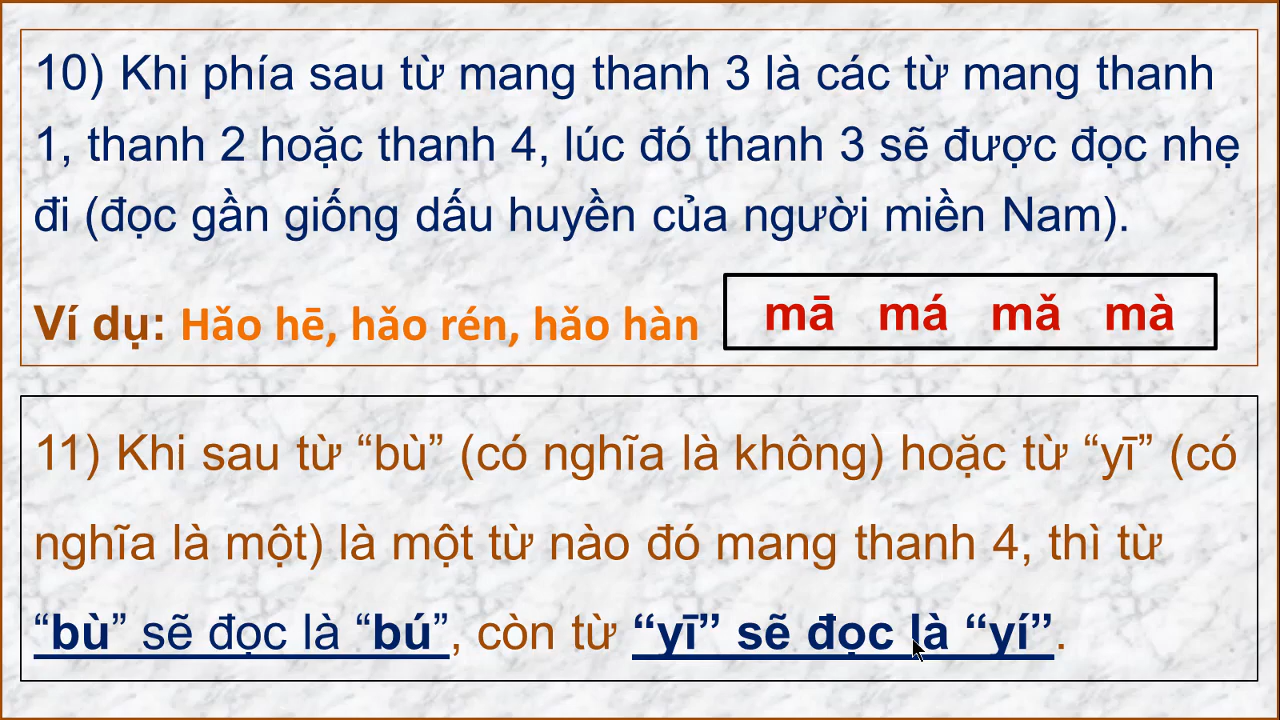 10) Khi phía sau từ mang thanh 3 là các từ mang thanh
1, thanh 2 hoặc thanh 4, lúc đó thanh 3 sẽ được đọc nhẹ
đi (đọc gần giống dấu huyền của người miền Nam).
Ví dụ: Hǎo hē, hǎo rén, hǎo hàn
mā má mǎ mà
11) Khi sau từ “bù” (có nghĩa là không) hoặc từ “yī” (có
nghĩa là một) là một từ nào đó mang thanh 4, thì từ
“bù” sẽ đọc là “bú”, còn từ “yī” sẽ đọc là “yí”.